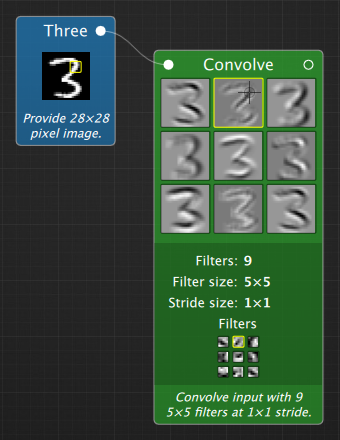 Three
Provide 28×28
pixel image.
Convolve
Filters: 9
Filter size: 5×5
Stride size: 1×1
Filters
Convolve input with 9
5×5 filters at 1×1 stride.